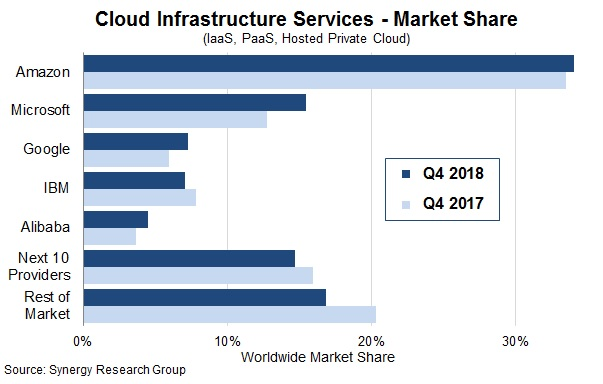 Cloud Infrastructure Services - Market Share
(IaaS, PaaS, Hosted Private Cloud)
Amazon
Microsoft
Google
IBM
Alibaba
Next 10
Providers
Rest of
Market
Q4 2018
Q4 2017
0%
10%
20%
30%
Worldwide Market Share
Source: Synergy Research Group